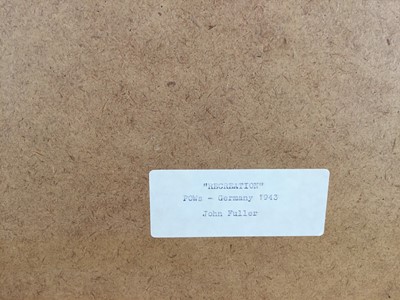 "RECREATION"
POWs - Germany 1943
John Fuller